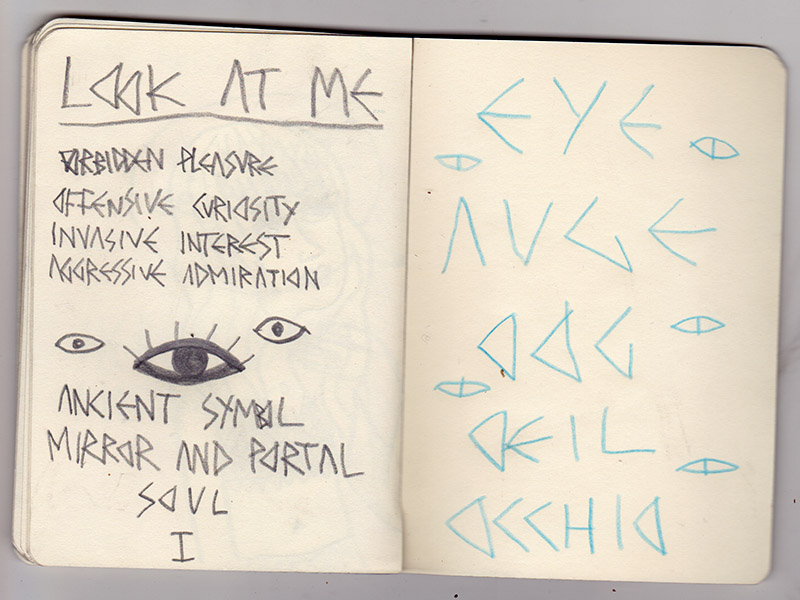 LOOK AT ME
FORBIDDEN PLEASURE
OFFENSIVE CURIOSITY
INVASIVE INTEREST
AGGRESSIVE ADMIRATION
ANCIENT SYMBOL
MIRROR AND PORTAL
SOUL
I
EYE
AUGE
OOG
OEIL
OCCHIO